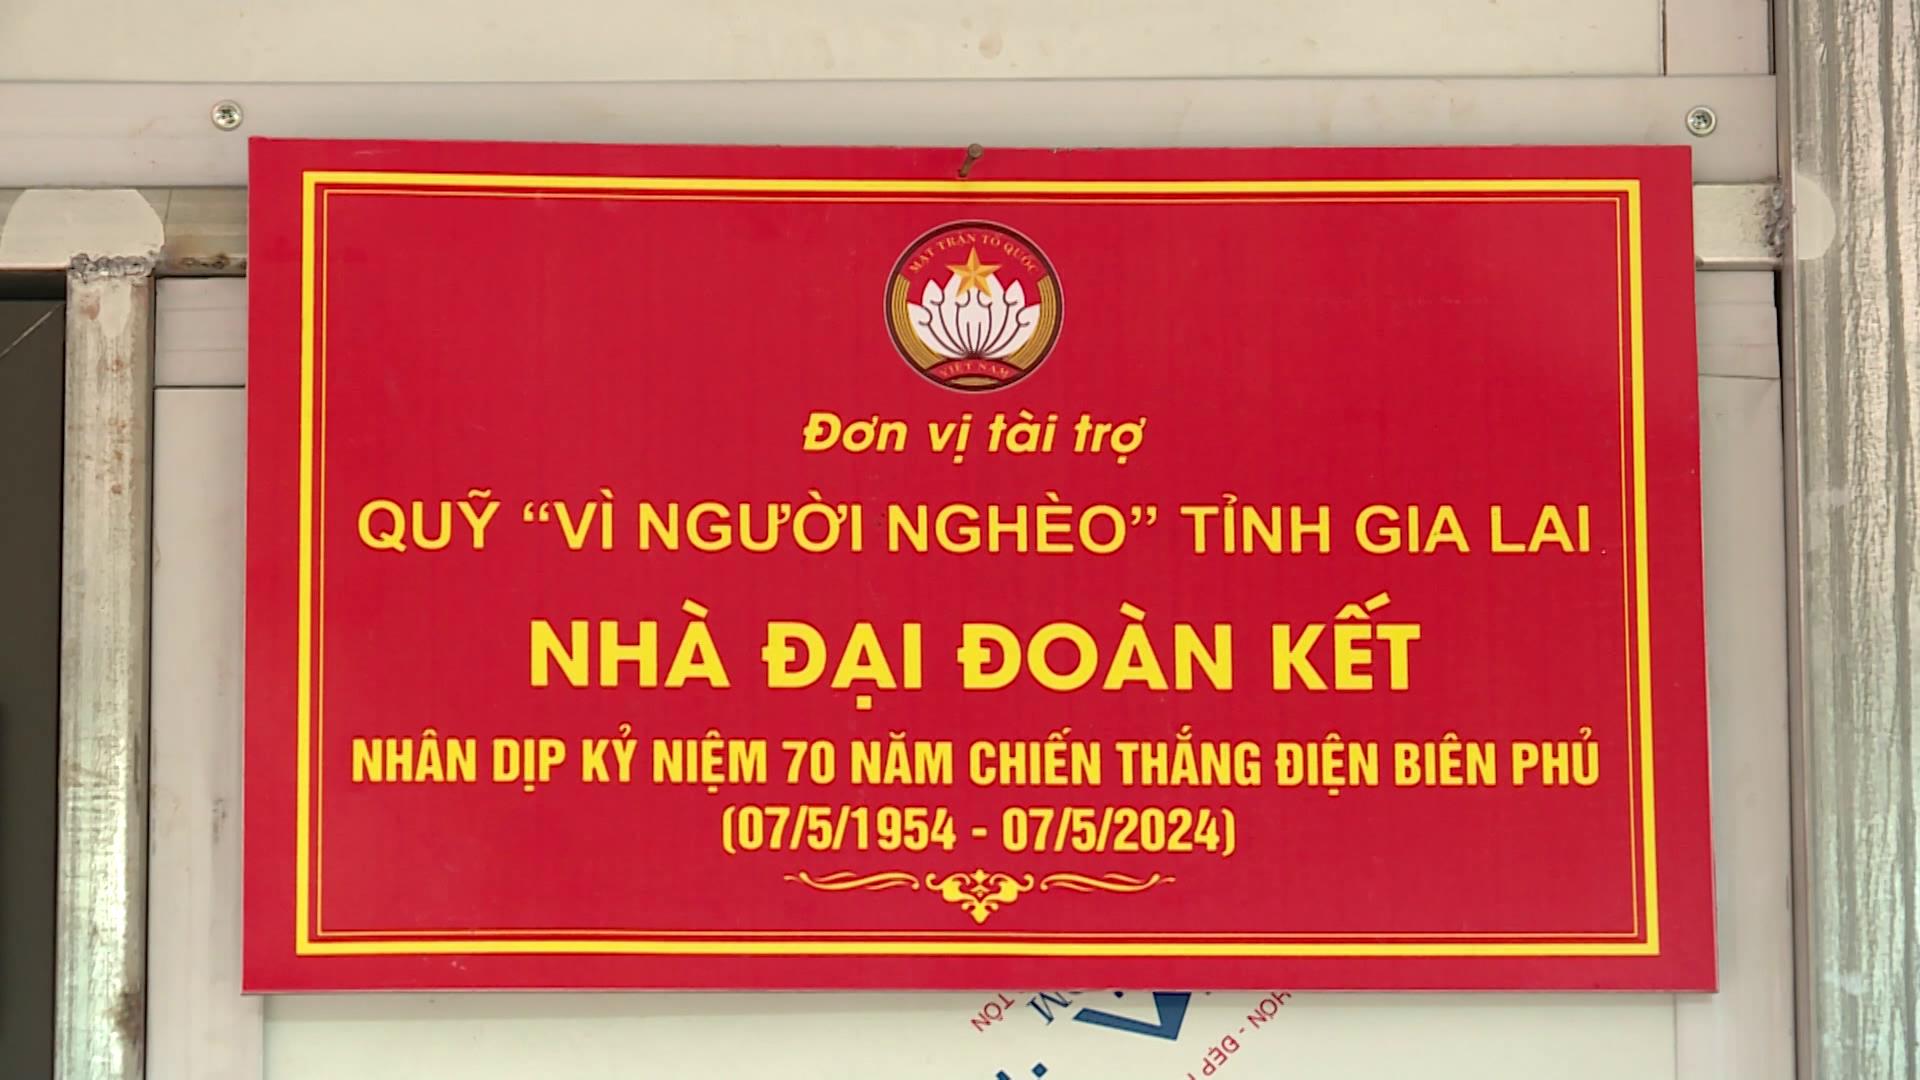 MẶT TRẬN TỔ QUỐC
VIỆT NAM
Đơn vị tài trợ
QUỸ “VÌ NGƯỜI NGHÈO” TỈNH GIA LAI
NHÀ ĐẠI ĐOÀN KẾT
NHÂN DỊP KỶ NIỆM 70 NĂM CHIẾN THẮNG ĐIỆN BIÊN PHỦ
(07/5/1954 - 07/5/2024)
TÔN
ĐẸP